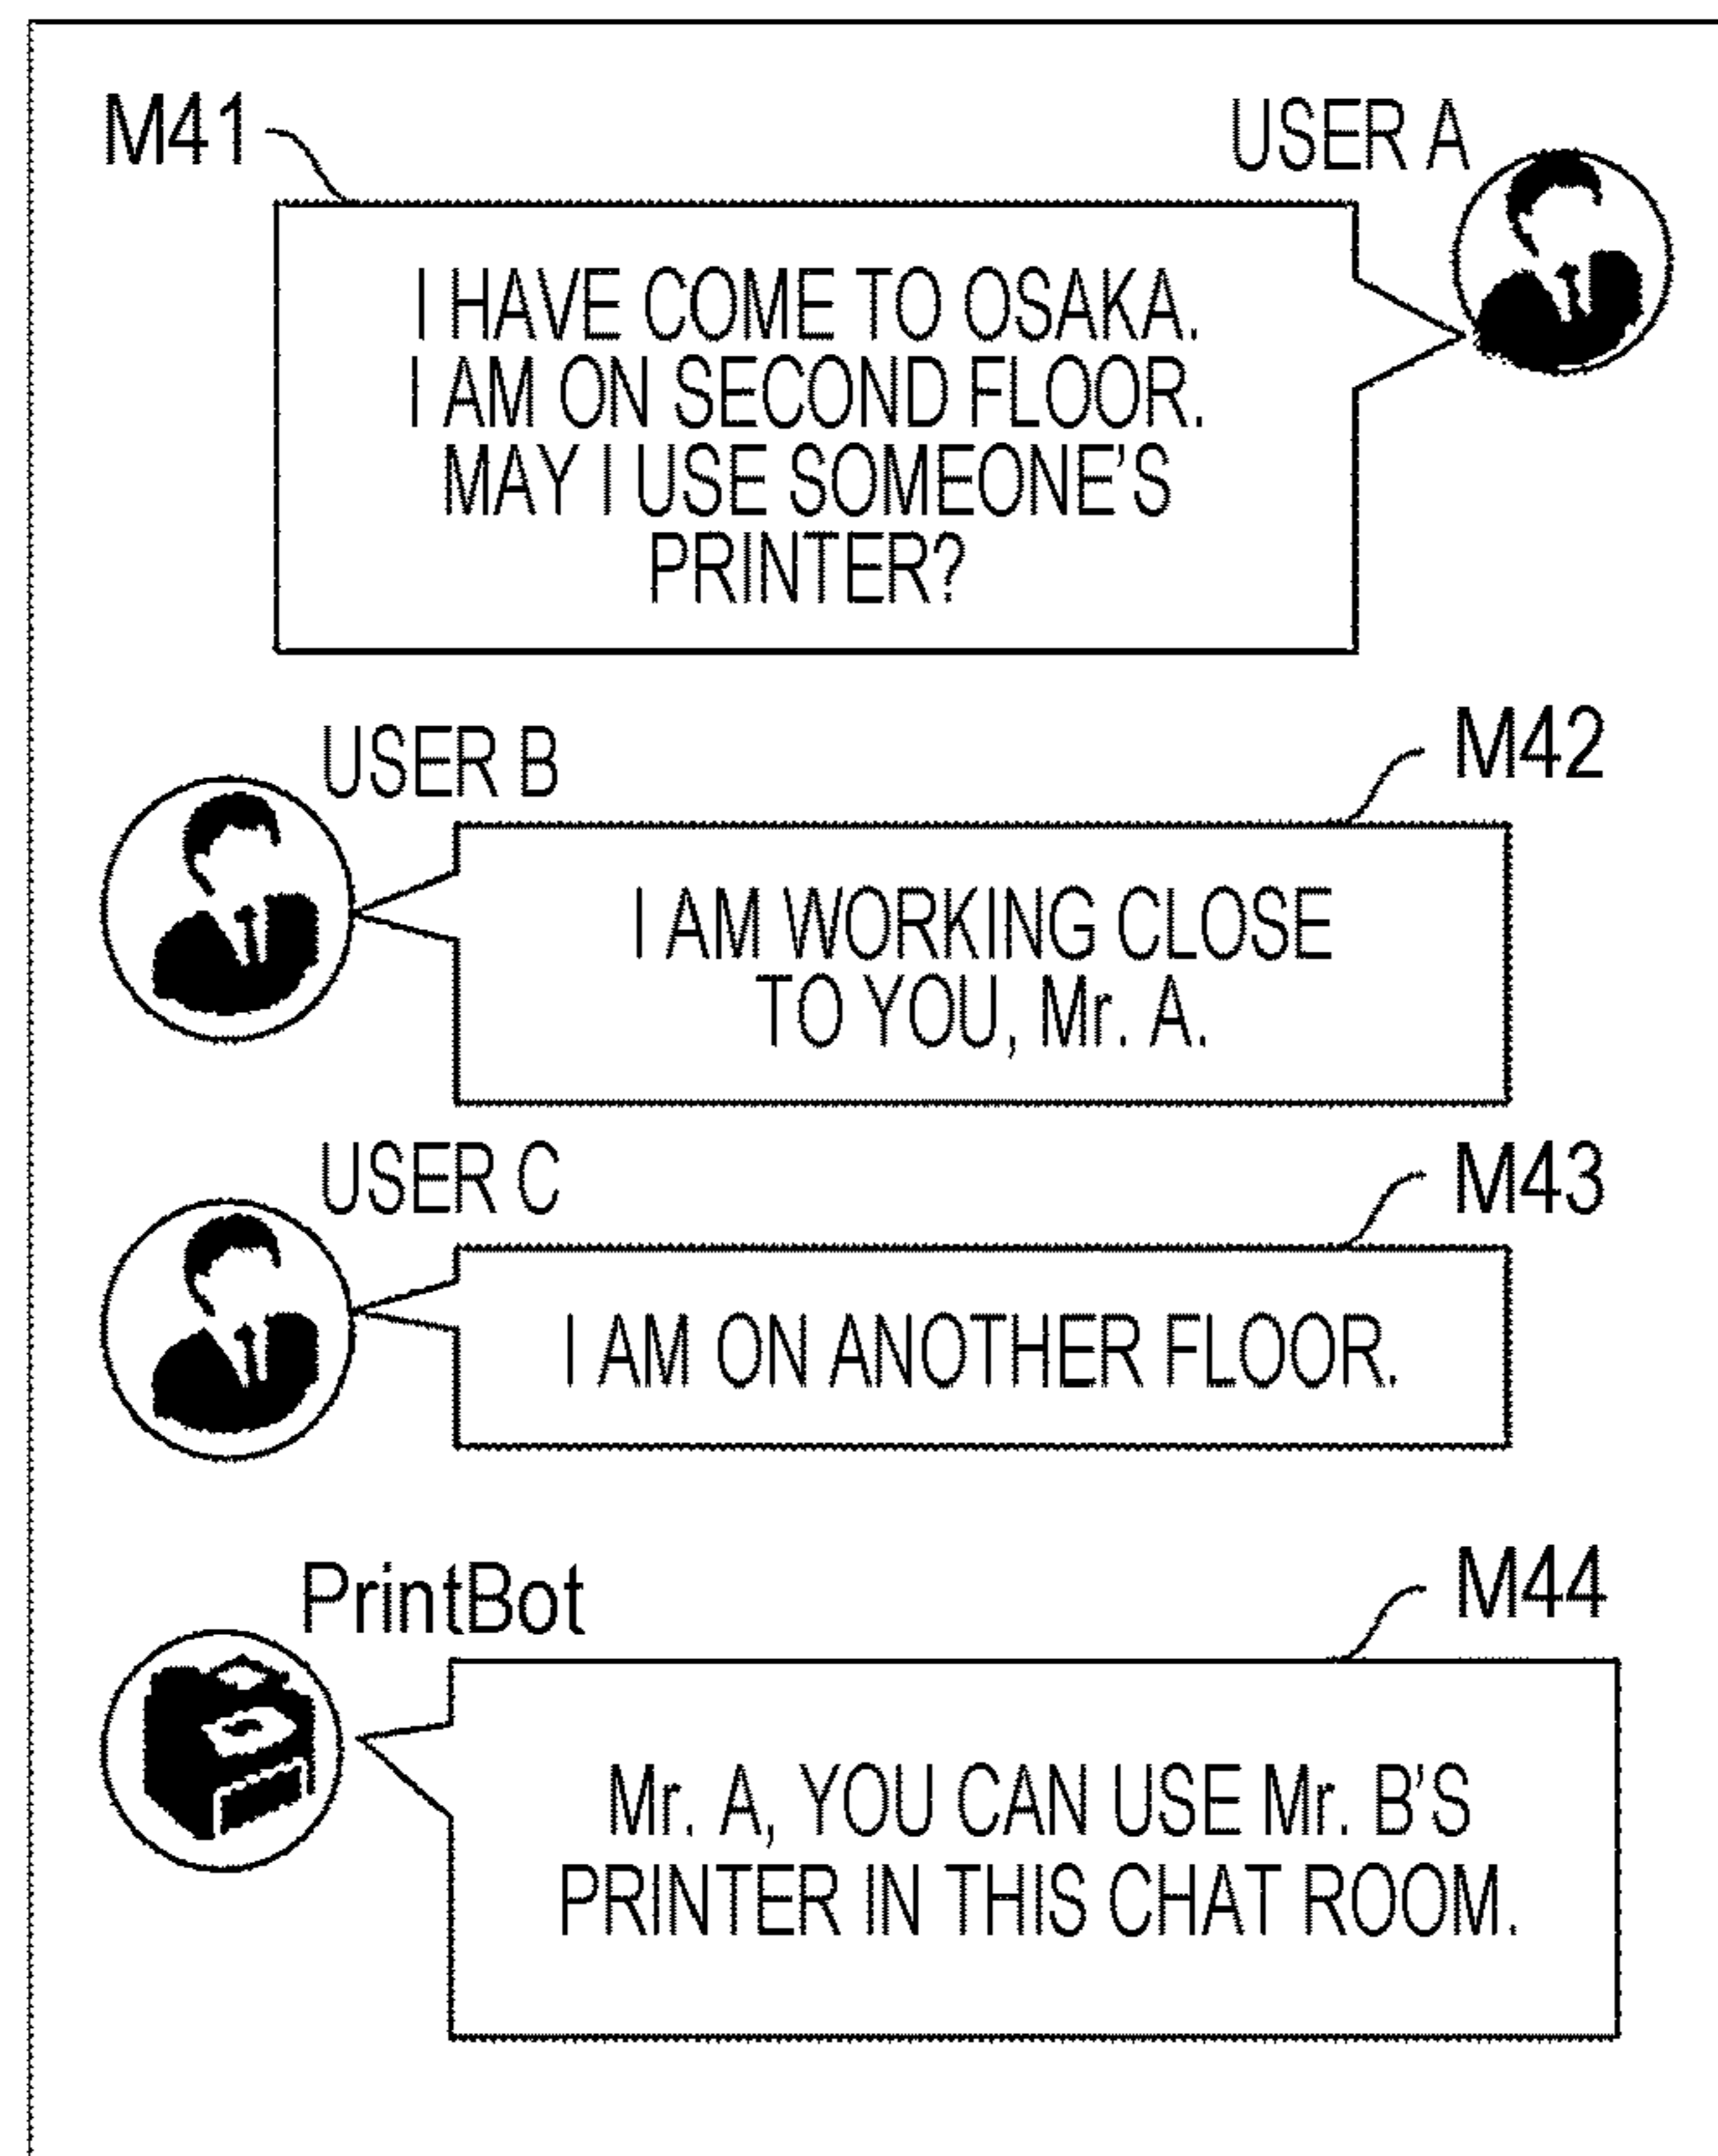 M41
USER A
I HAVE COME TO OSAKA.
I AM ON SECOND FLOOR.
MAY I USE SOMEONE'S
PRINTER?
USER B
M42
I AM WORKING CLOSE
TO YOU, Mr. A.
USER C
M43
I AM ON ANOTHER FLOOR.
PrintBot
M44
Mr. A, YOU CAN USE Mr. B'S
PRINTER IN THIS CHAT ROOM.